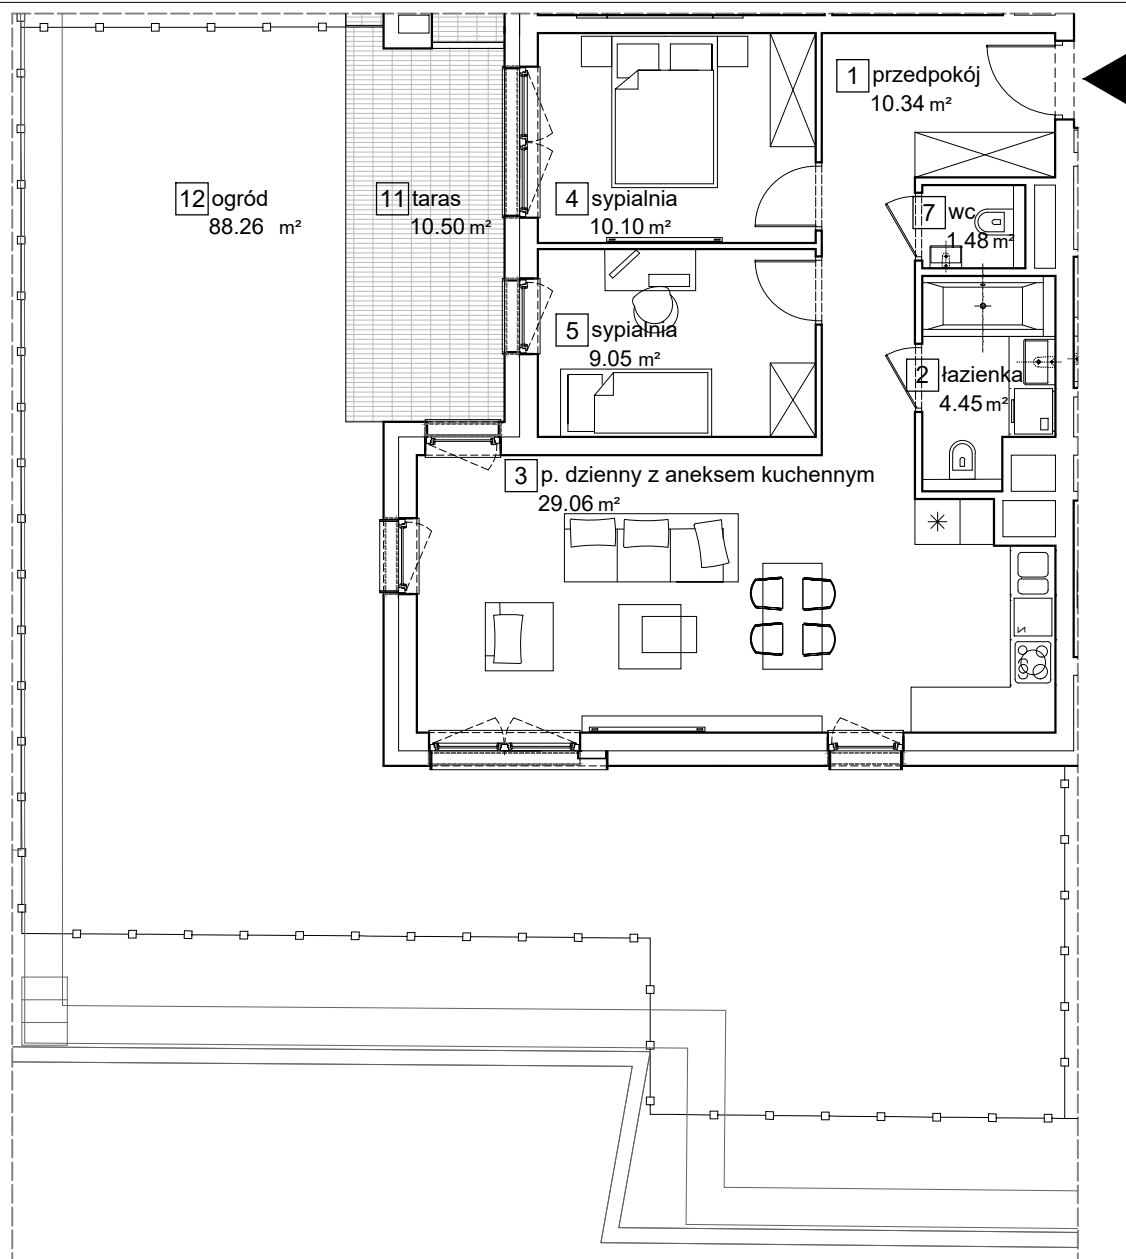 1 przedpokój
10.34 m²
12 ogród
88.26 m²
11 taras
10.50 m²
4 sypialnia
10.10 m²
7 wc
1.48 m²
5 sypialnia
9.05 m²
2 łazienka
4.45 m²
3 p. dzienny z aneksem kuchennym
29.06 m²